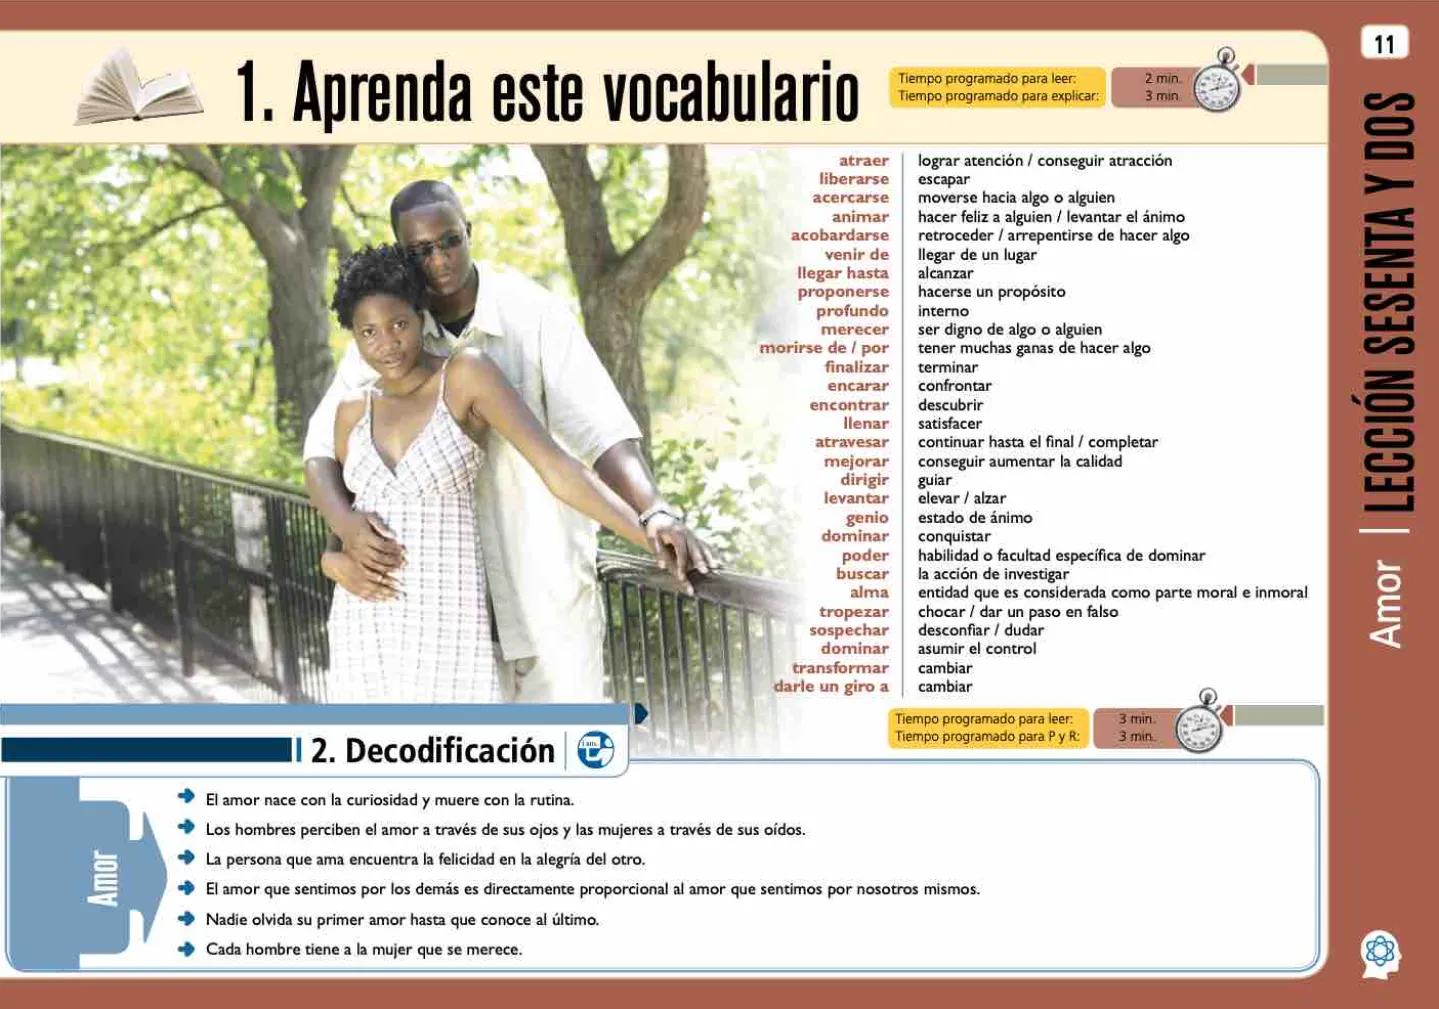 1. Aprenda este vocabulario
Tiempo programado para leer: 2 min.
Tiempo programado para explicar: 3 min.
11
LECCIÓN SESENTA Y DOS
Amor
atraer lograr atención / conseguir atracción
liberarse escapar
acercarse moverse hacia algo o alguien
animar hacer feliz a alguien / levantar el ánimo
acobardarse retroceder / arrepentirse de hacer algo
venir de llegar de un lugar
llegar hasta alcanzar
proponerse hacerse un propósito
profundo interno
merecer ser digno de algo o alguien
morirse de / por tener muchas ganas de hacer algo
finalizar terminar
encarar confrontar
encontrar descubrir
llenar satisfacer
atravesar continuar hasta el final / completar
mejorar conseguir aumentar la calidad
dirigir guiar
levantar elevar / alzar
genio estado de ánimo
dominar conquistar
poder habilidad o facultad específica de dominar
buscar la acción de investigar
alma entidad que es considerada como parte moral e inmoral
tropezar chocar / dar un paso en falso
sospechar desconfiar / dudar
dominar asumir el control
transformar cambiar
darle un giro a cambiar
Tiempo programado para leer: 3 min.
Tiempo programado para P y R: 3 min.
2. Decodificación
Amor
El amor nace con la curiosidad y muere con la rutina.
Los hombres perciben el amor a través de sus ojos y las mujeres a través de sus oídos.
La persona que ama encuentra la felicidad en la alegría del otro.
El amor que sentimos por los demás es directamente proporcional al amor que sentimos por nosotros mismos.
Nadie olvida su primer amor hasta que conoce al último.
Cada hombre tiene a la mujer que se merece.